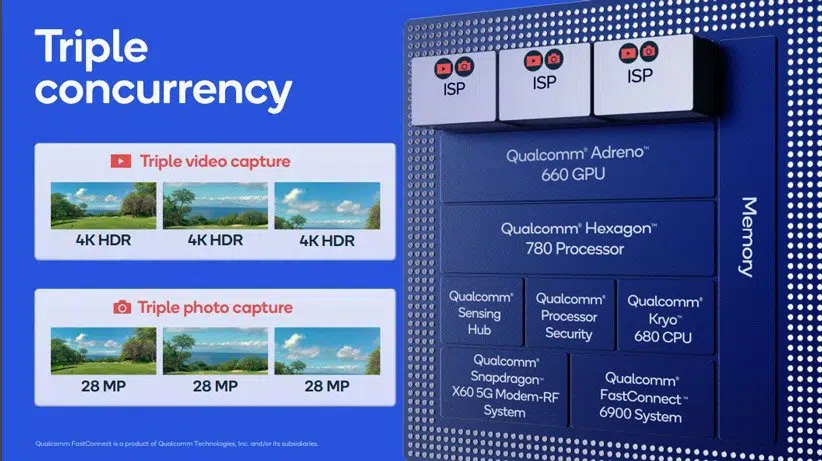 Triple
concurrency
Triple video capture
4K HDR
4K HDR
4K HDR
Triple photo capture
28 MP
28 MP
28 MP
Qualcomm FastConnect is a product of Qualcomm Technologies, Inc. and/or its subsidiaries.
ISP
ISP
ISP
Qualcomm® Adreno™
660 GPU
Qualcomm® Hexagon™
780 Processor
Qualcomm®
Sensing
Hub
Qualcomm®
Processor
Security
Qualcomm®
Kryo™
680 CPU
Qualcomm®
Snapdragon™
X60 5G Modem-RF
System
Qualcomm®
FastConnect™
6900 System
Memory